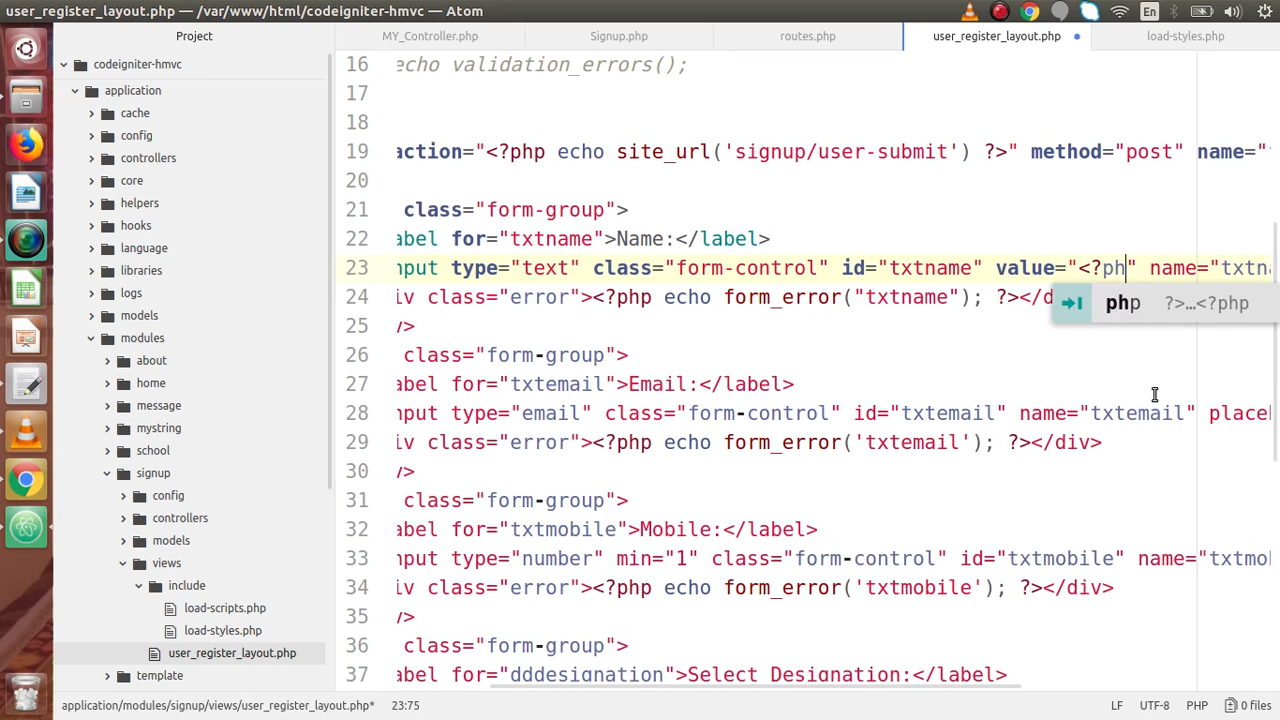 user_register_layout.php — /var/www/html/codeigniter-hmvc — Atom
En
Project
MY_Controller.php
Signup.php
routes.php
user_register_layout.php
load-styles.php
codeigniter-hmvc
application
cache
config
controllers
core
helpers
hooks
language
libraries
logs
models
modules
about
home
message
mystring
school
signup
config
controllers
models
views
include
load-scripts.php
load-styles.php
user_register_layout.php
template
16 echo validation_errors();
17
18
19 action="<?php echo site_url('signup/user-submit') ?>" method="post" name="
20
21 class="form-group">
22 abel for="txtname">Name:</label>
23 nput type="text" class="form-control" id="txtname" value="<?ph" name="txtna
24 iv class="error"><?php echo form_error("txtname"); ?></d
php ?>…<?php
25 v>
26 class="form-group">
27 abel for="txtemail">Email:</label>
28 nput type="email" class="form-control" id="txtemail" name="txtemail" placeh
29 iv class="error"><?php echo form_error('txtemail'); ?></div>
30 v>
31 class="form-group">
32 abel for="txtmobile">Mobile:</label>
33 nput type="number" min="1" class="form-control" id="txtmobile" name="txtmob
34 iv class="error"><?php echo form_error('txtmobile'); ?></div>
35 v>
36 class="form-group">
37 abel for="dddesignation">Select Designation:</label>
application/modules/signup/views/user_register_layout.php* 23:75 LF UTF-8 PHP 0 files